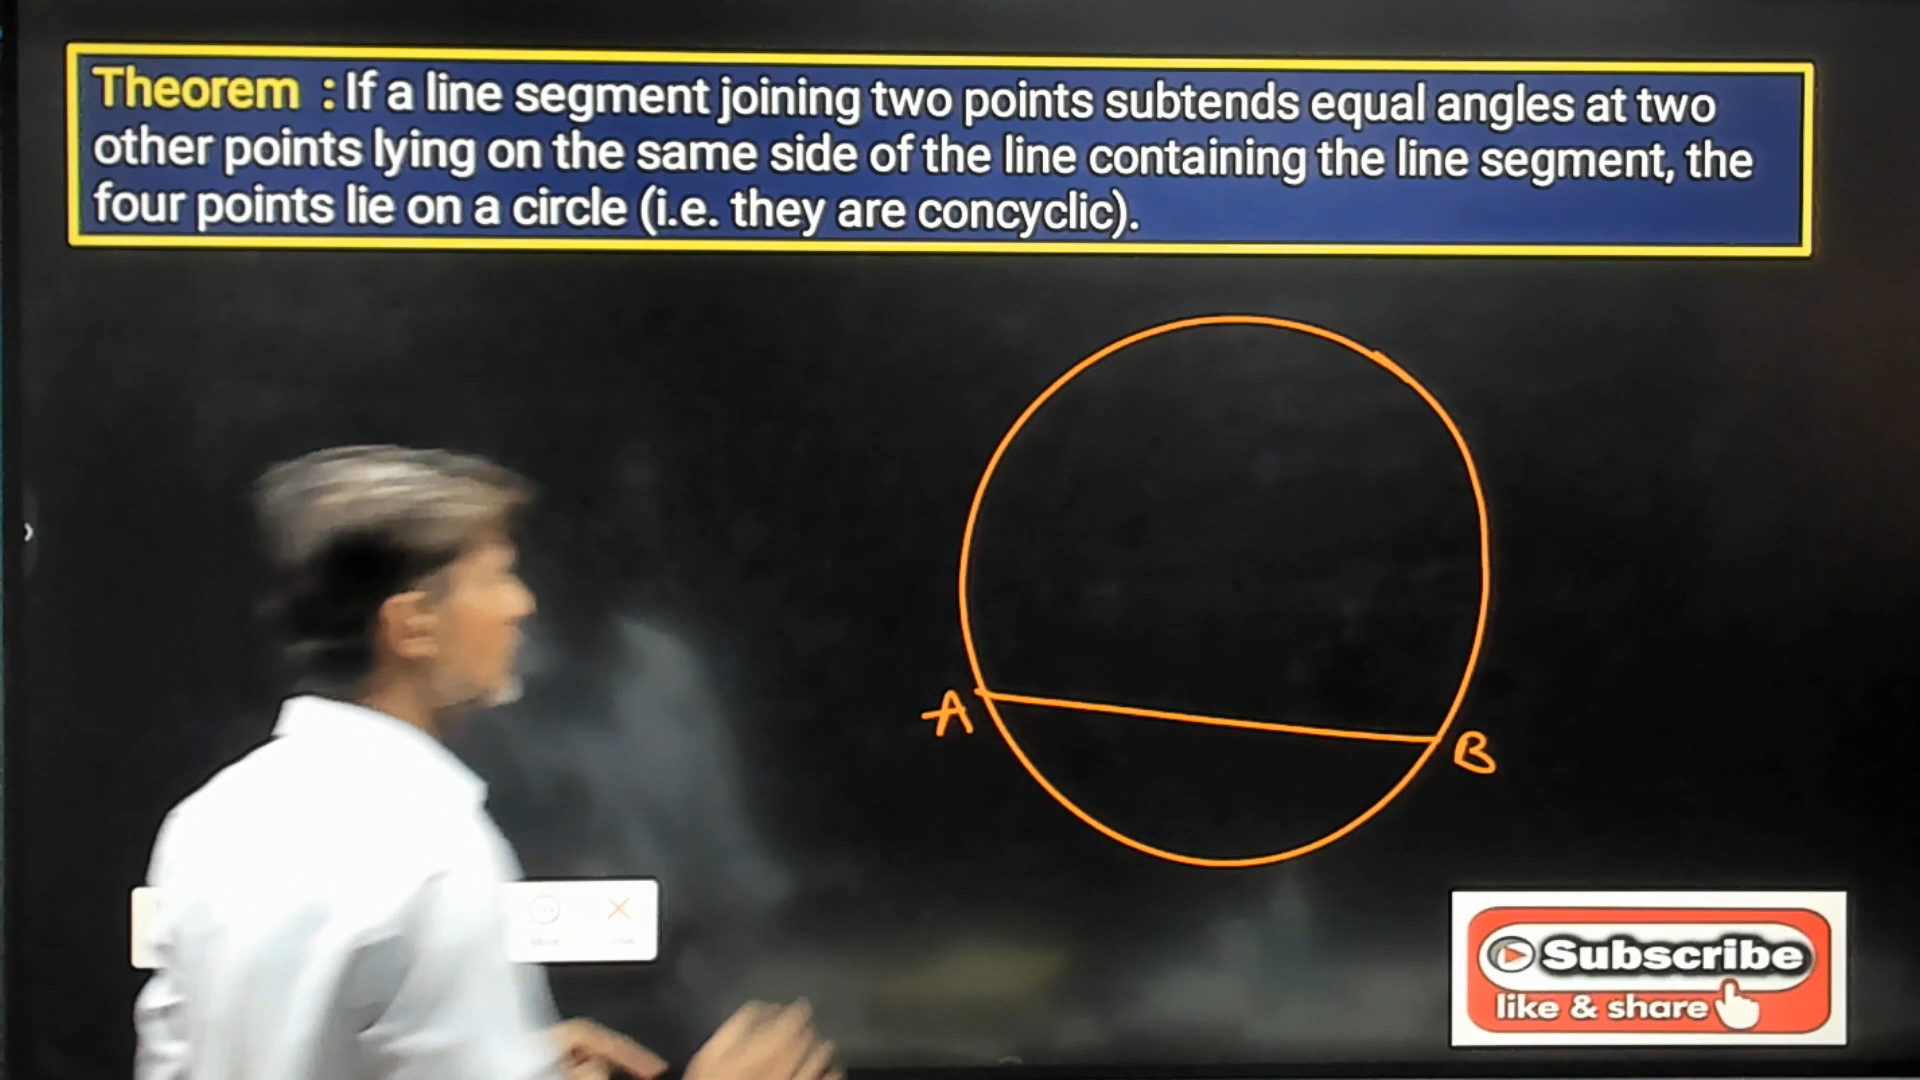 Theorem : If a line segment joining two points subtends equal angles at two
other points lying on the same side of the line containing the line segment, the
four points lie on a circle (i.e. they are concyclic).
A
B
More
Subscribe
like & share